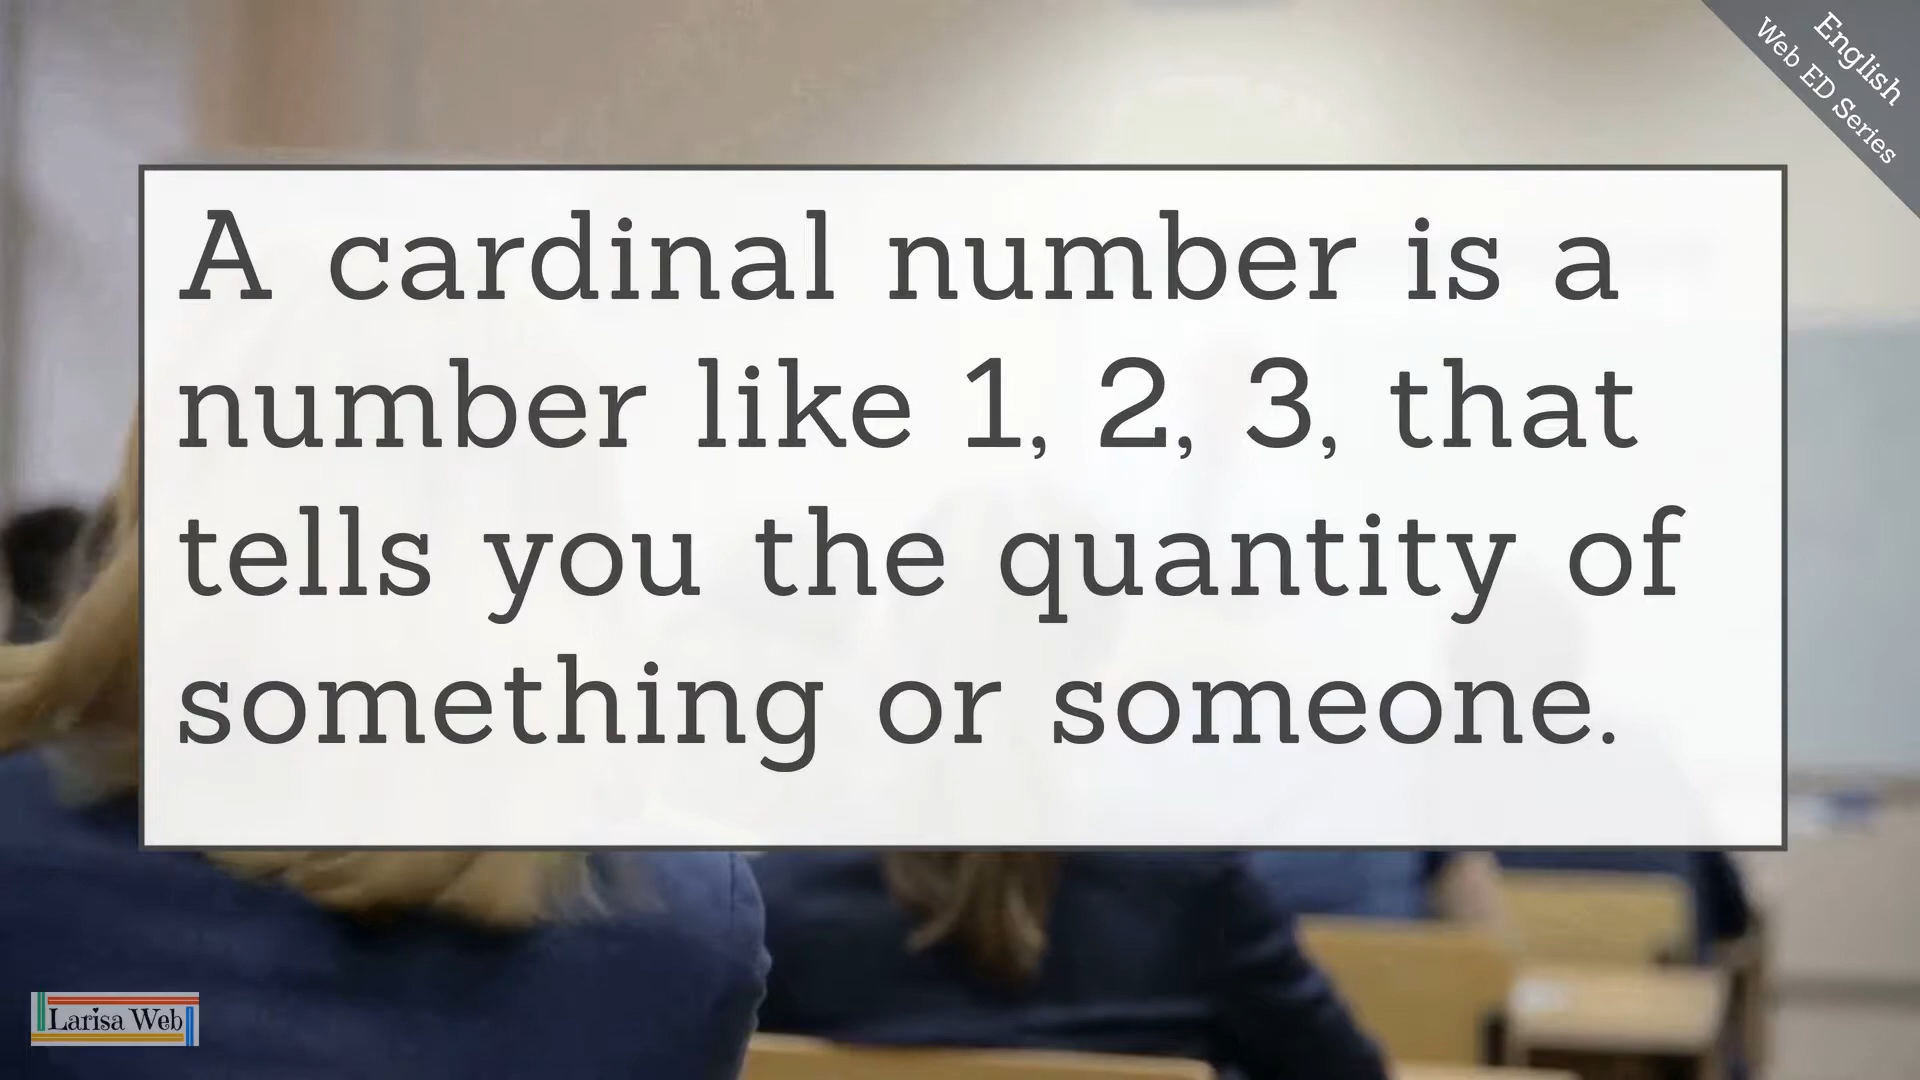 English
Web ED Series
A cardinal number is a
number like 1, 2, 3, that
tells you the quantity of
something or someone.
Larisa Web